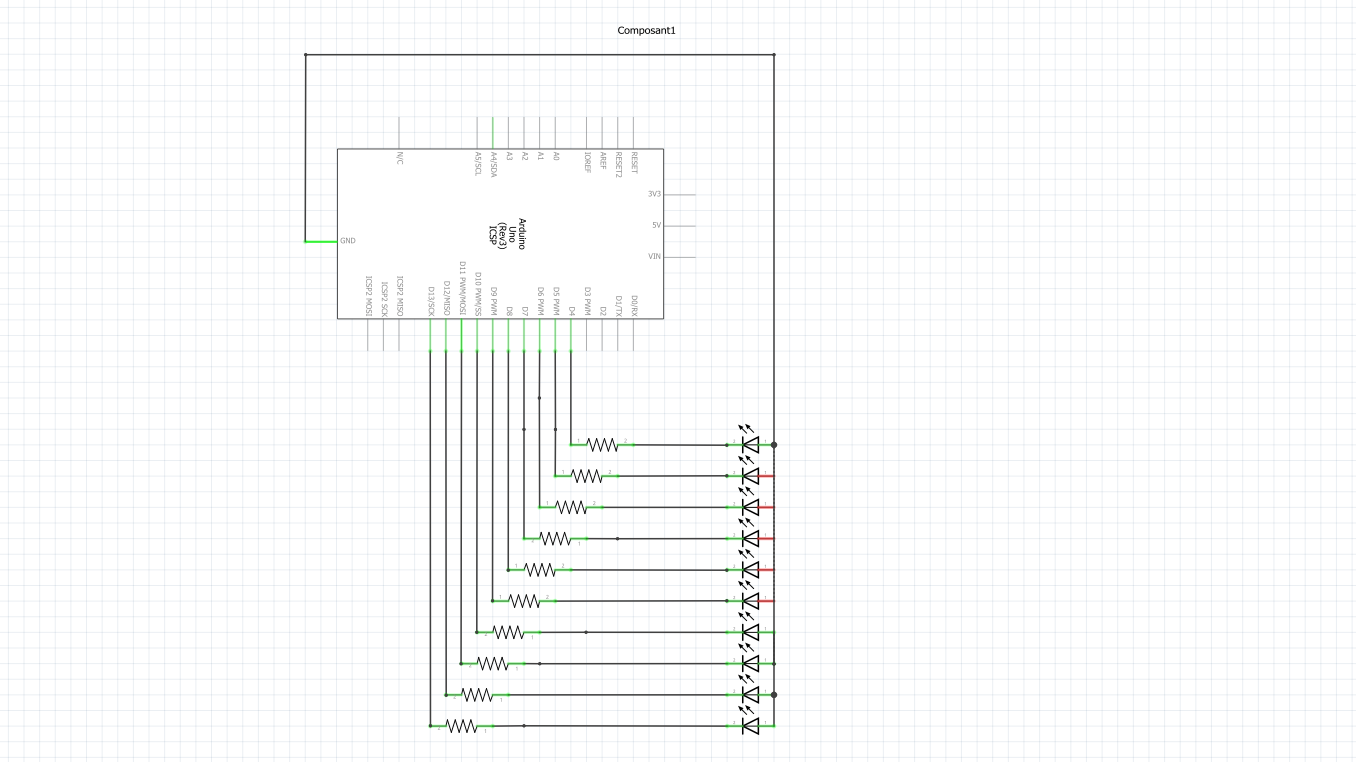 Composant1
N/C
A5/SCL
A4/SDA
A3
A2
A1
A0
IOREF
AREF
RESET2
RESET
3V3
5V
VIN
GND
Arduino
Uno
(Rev3)
ICSP
ICSP2 MOSI
ICSP2 SCK
ICSP2 MISO
D13/SCK
D12/MISO
D11 PWM/MOSI
D10 PWM/SS
D9 PWM
D8
D7
D6 PWM
D5 PWM
D4
D3 PWM
D2
D1/TX
D0/RX